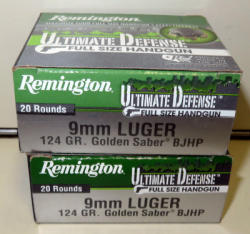 ULTIMATE DEFENSE
FULL SIZE HANDGUN
Remington
20 Rounds
ULTIMATE DEFENSE
FULL SIZE HANDGUN
9mm LUGER
124 GR. Golden Saber® BJHP
Remington
20 Rounds
ULTIMATE DEFENSE
FULL SIZE HANDGUN
9mm LUGER
124 GR. Golden Saber® BJHP